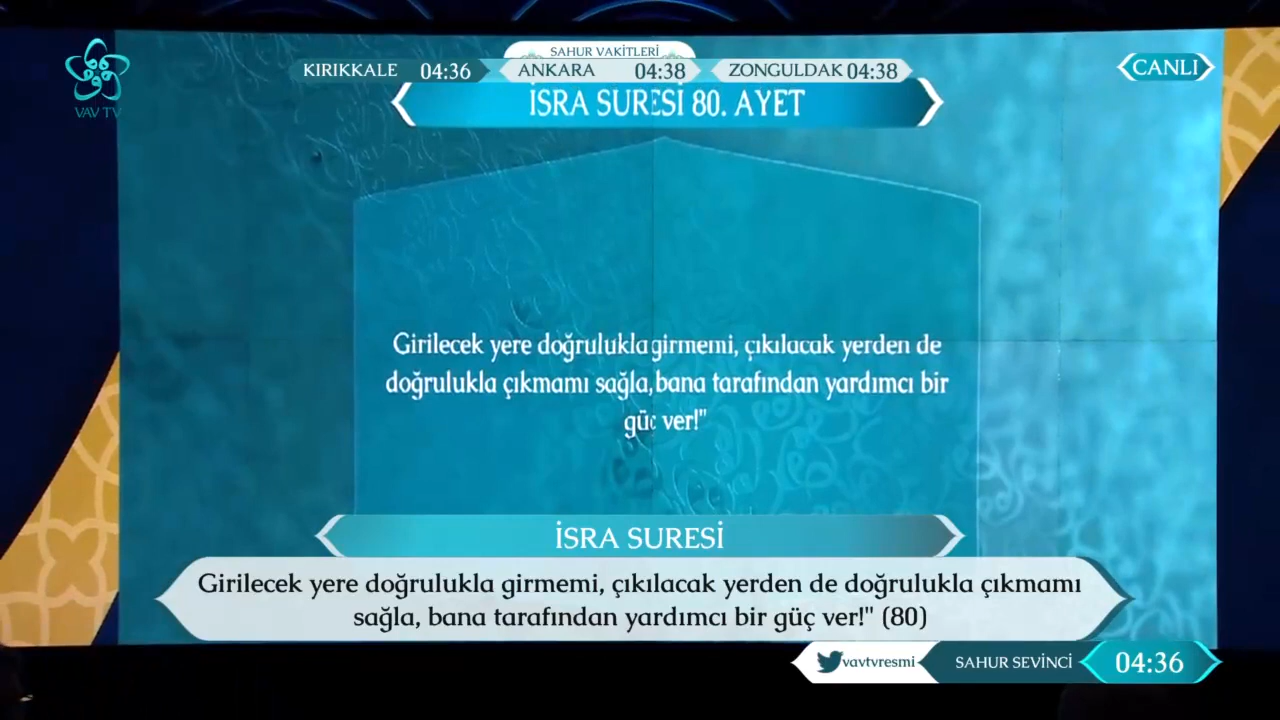 SAHUR VAKİTLERİ
KIRIKKALE 04:36 ANKARA 04:38 ZONGULDAK 04:38
CANLI
VAV TV
İSRA SURESİ 80. AYET
Girilecek yere doğrulukla girmemi, çıkılacak yerden de
doğrulukla çıkmamı sağla, bana tarafından yardımcı bir
güç ver!"
İSRA SURESİ
Girilecek yere doğrulukla girmemi, çıkılacak yerden de doğrulukla çıkmamı
sağla, bana tarafından yardımcı bir güç ver!" (80)
vavtvresmi SAHUR SEVİNCİ 04:36